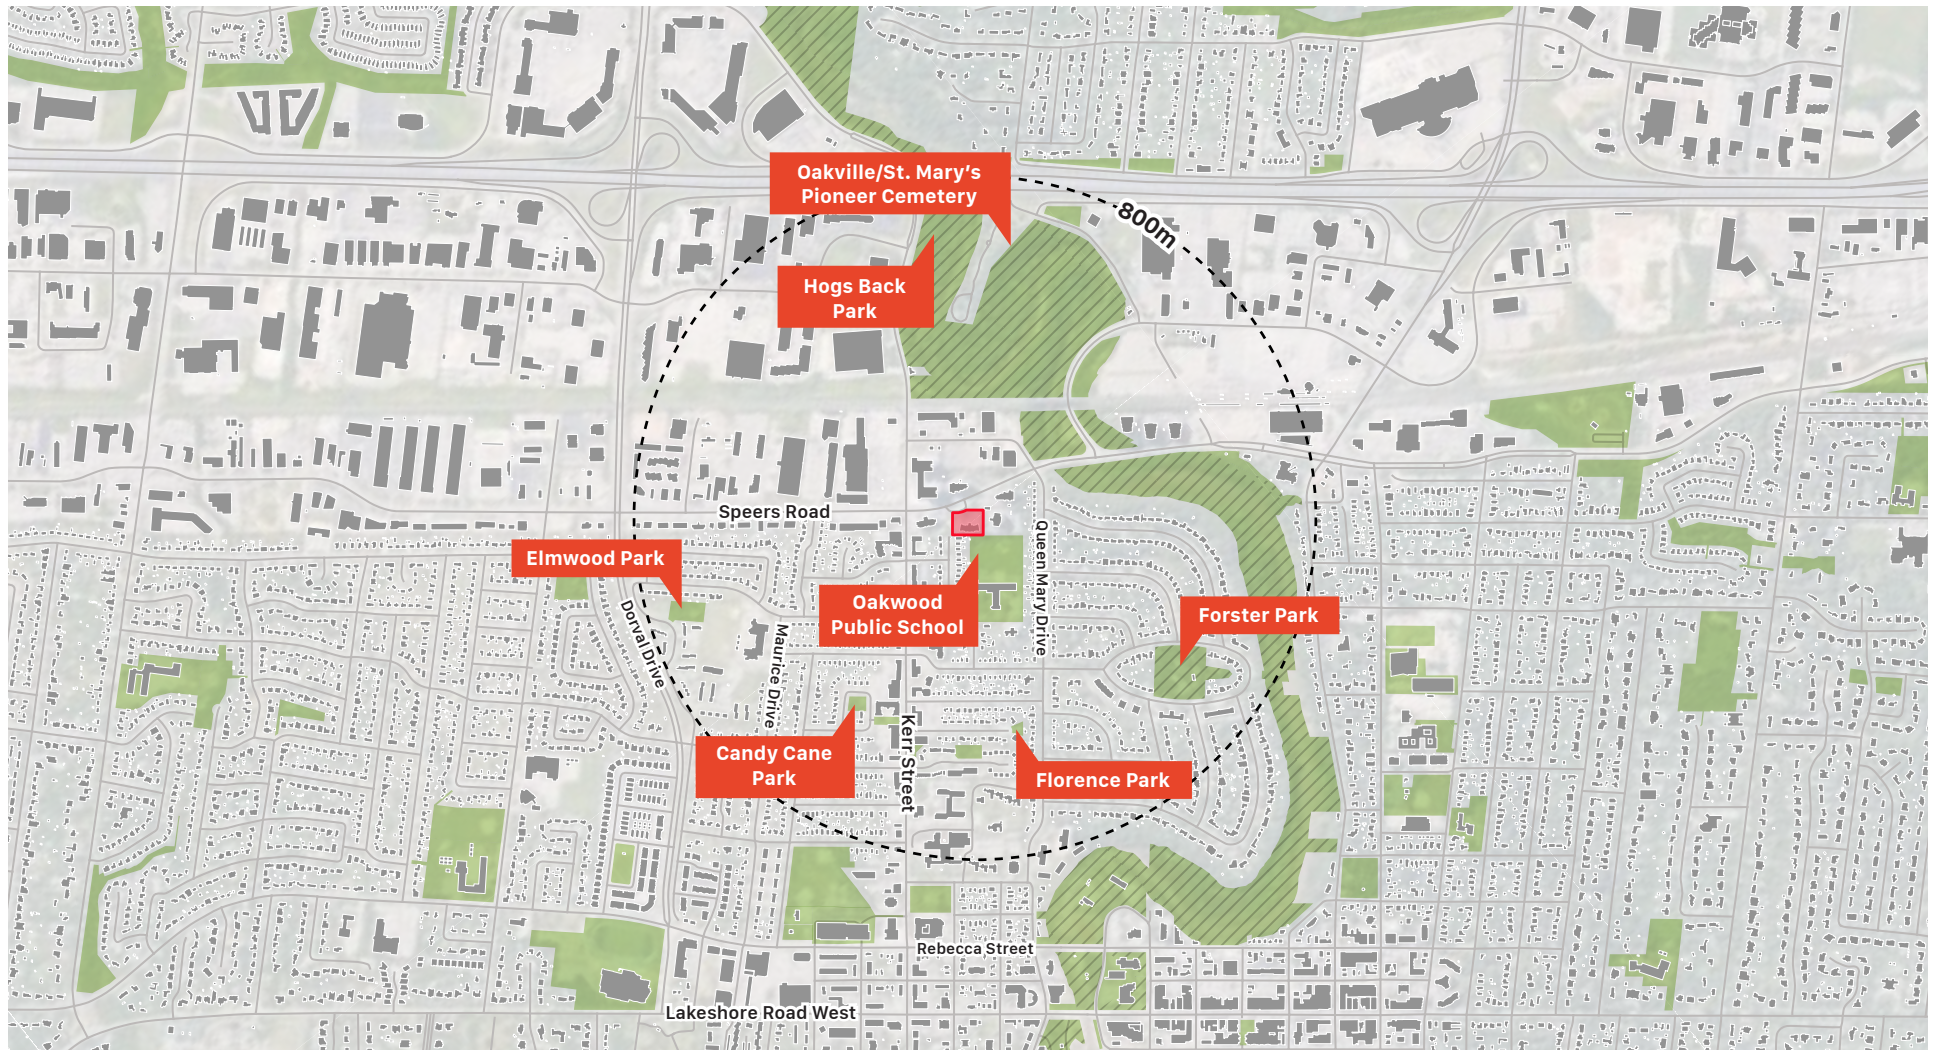 Oakville/St. Mary's
Pioneer Cemetery
800m
Hogs Back
Park
Speers Road
Elmwood Park
Queen Mary Drive
Oakwood
Public School
Forster Park
Dorval Drive
Maurice Drive
Kerr Street
Candy Cane
Park
Florence Park
Rebecca Street
Lakeshore Road West